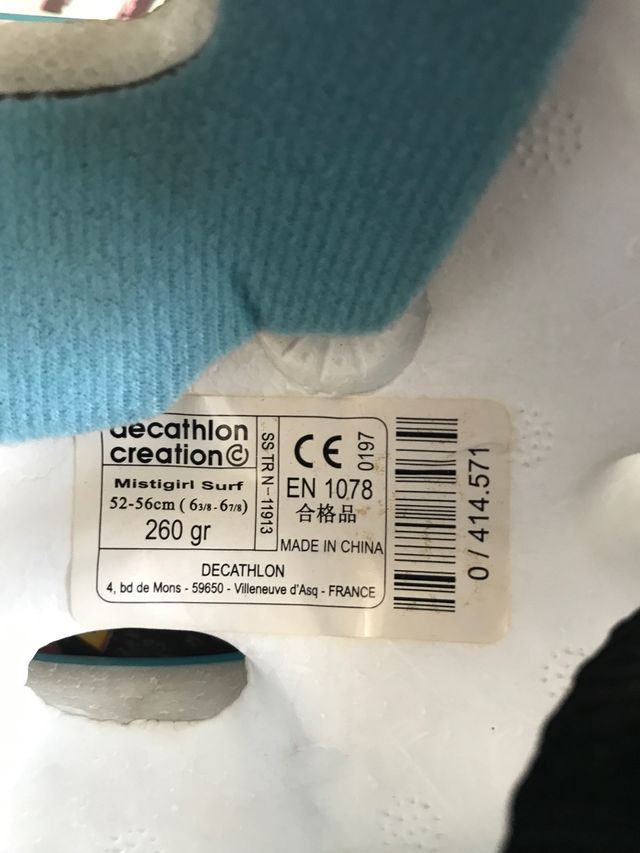 decathlon
creation©
Mistigirl Surf
52-56cm ( 63/8 - 67/8)
260 gr
SS TR N-11913
CE 0197
EN 1078
合格品
MADE IN CHINA
DECATHLON
4, bd de Mons - 59650 - Villeneuve d'Asq - FRANCE
0 / 414.571